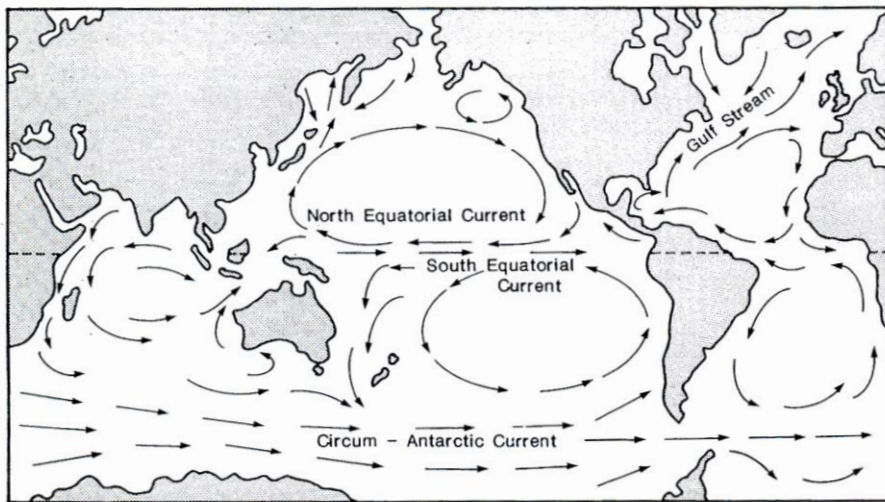 Gulf Stream
North Equatorial Current
South Equatorial
Current
Circum - Antarctic Current